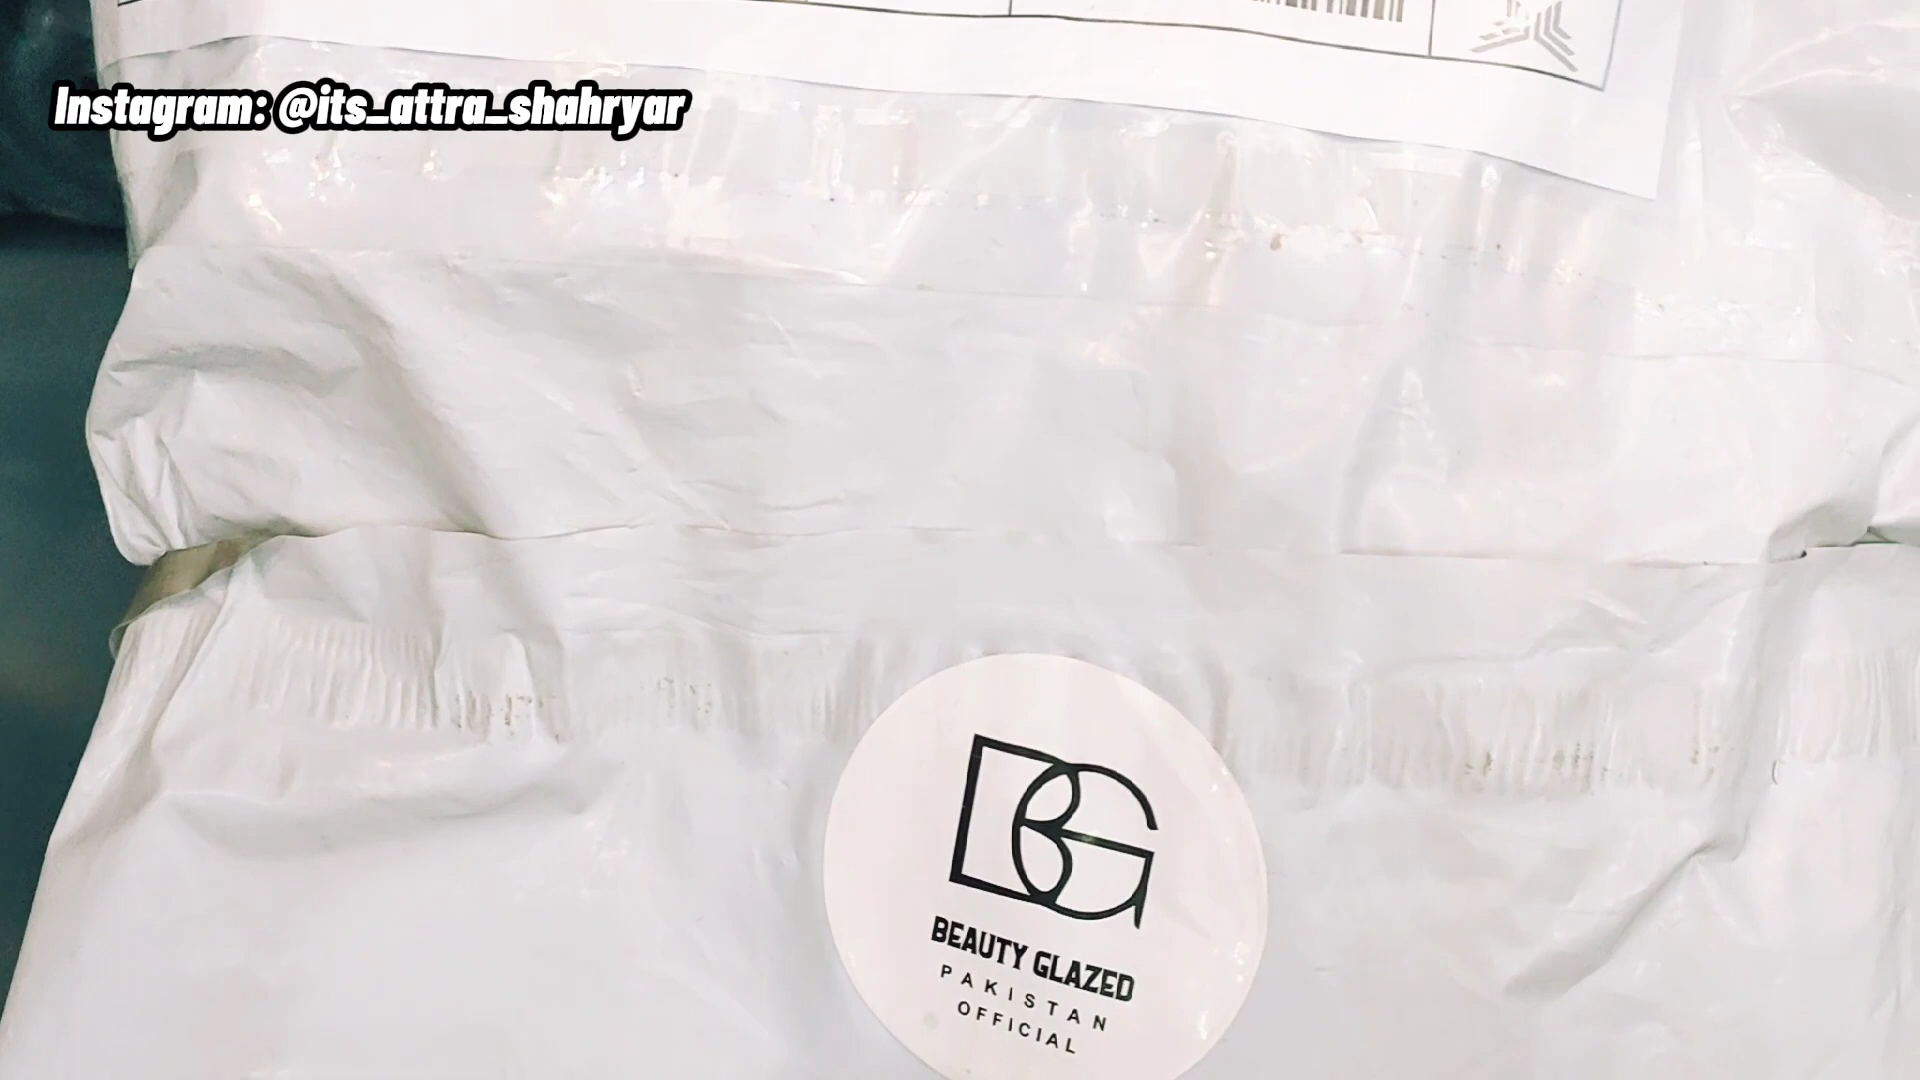 Instagram: @its_attra_shahryar
BG
BEAUTY GLAZED
PAKISTAN
OFFICIAL